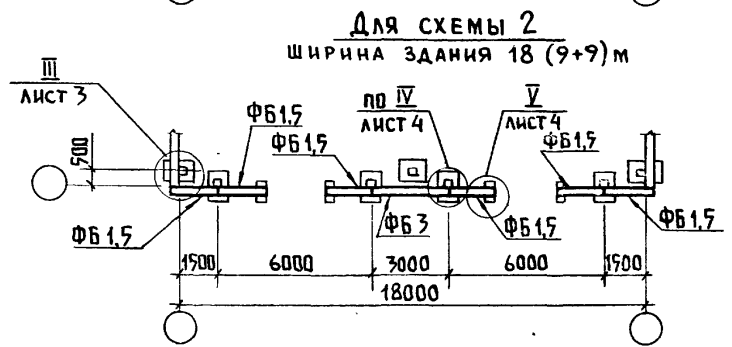 Для схемы 2
ширина здания 18 (9+9) м
III
лист 3
ФБ1,5
ФБ1,5
по IV
лист 4
V
лист 4
ФБ1,5
500
ФБ1,5
ФБ3
ФБ1,5
ФБ1,5
1500
6000
3000
6000
1500
18000